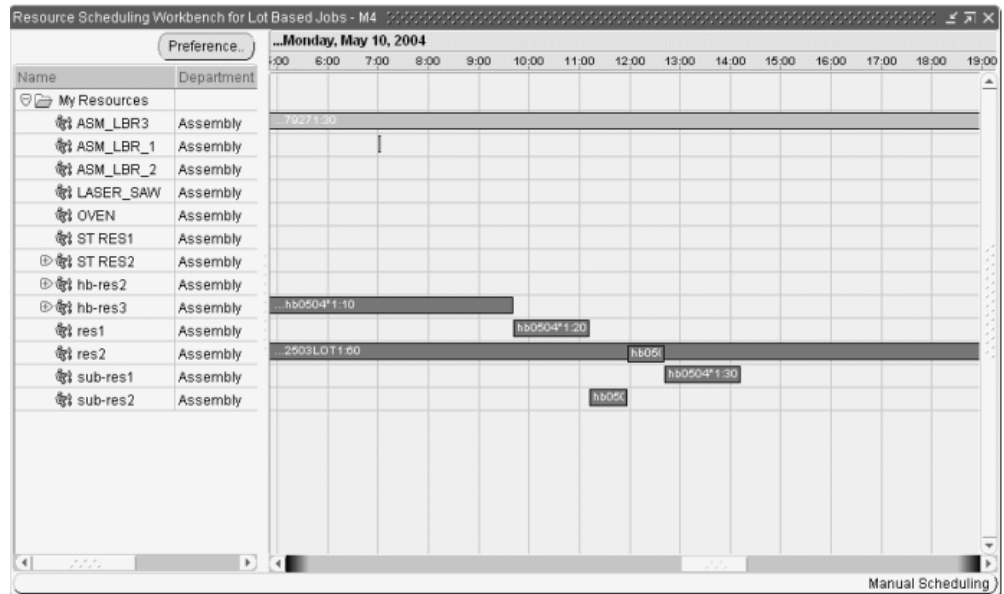 Resource Scheduling Workbench for Lot Based Jobs - M4
Preference..
...Monday, May 10, 2004
:00 6:00 7:00 8:00 9:00 10:00 11:00 12:00 13:00 14:00 15:00 16:00 17:00 18:00 19:00
Name Department
My Resources
ASM_LBR3 Assembly ...79271:30
ASM_LBR_1 Assembly
ASM_LBR_2 Assembly
LASER_SAW Assembly
OVEN Assembly
ST RES1 Assembly
ST RES2 Assembly
hb-res2 Assembly
hb-res3 Assembly ...hb0504*1:10
res1 Assembly hb0504*1:20
res2 Assembly ...2503LOT1:60 hb05(
sub-res1 Assembly hb0504*1:30
sub-res2 Assembly hb05(
Manual Scheduling